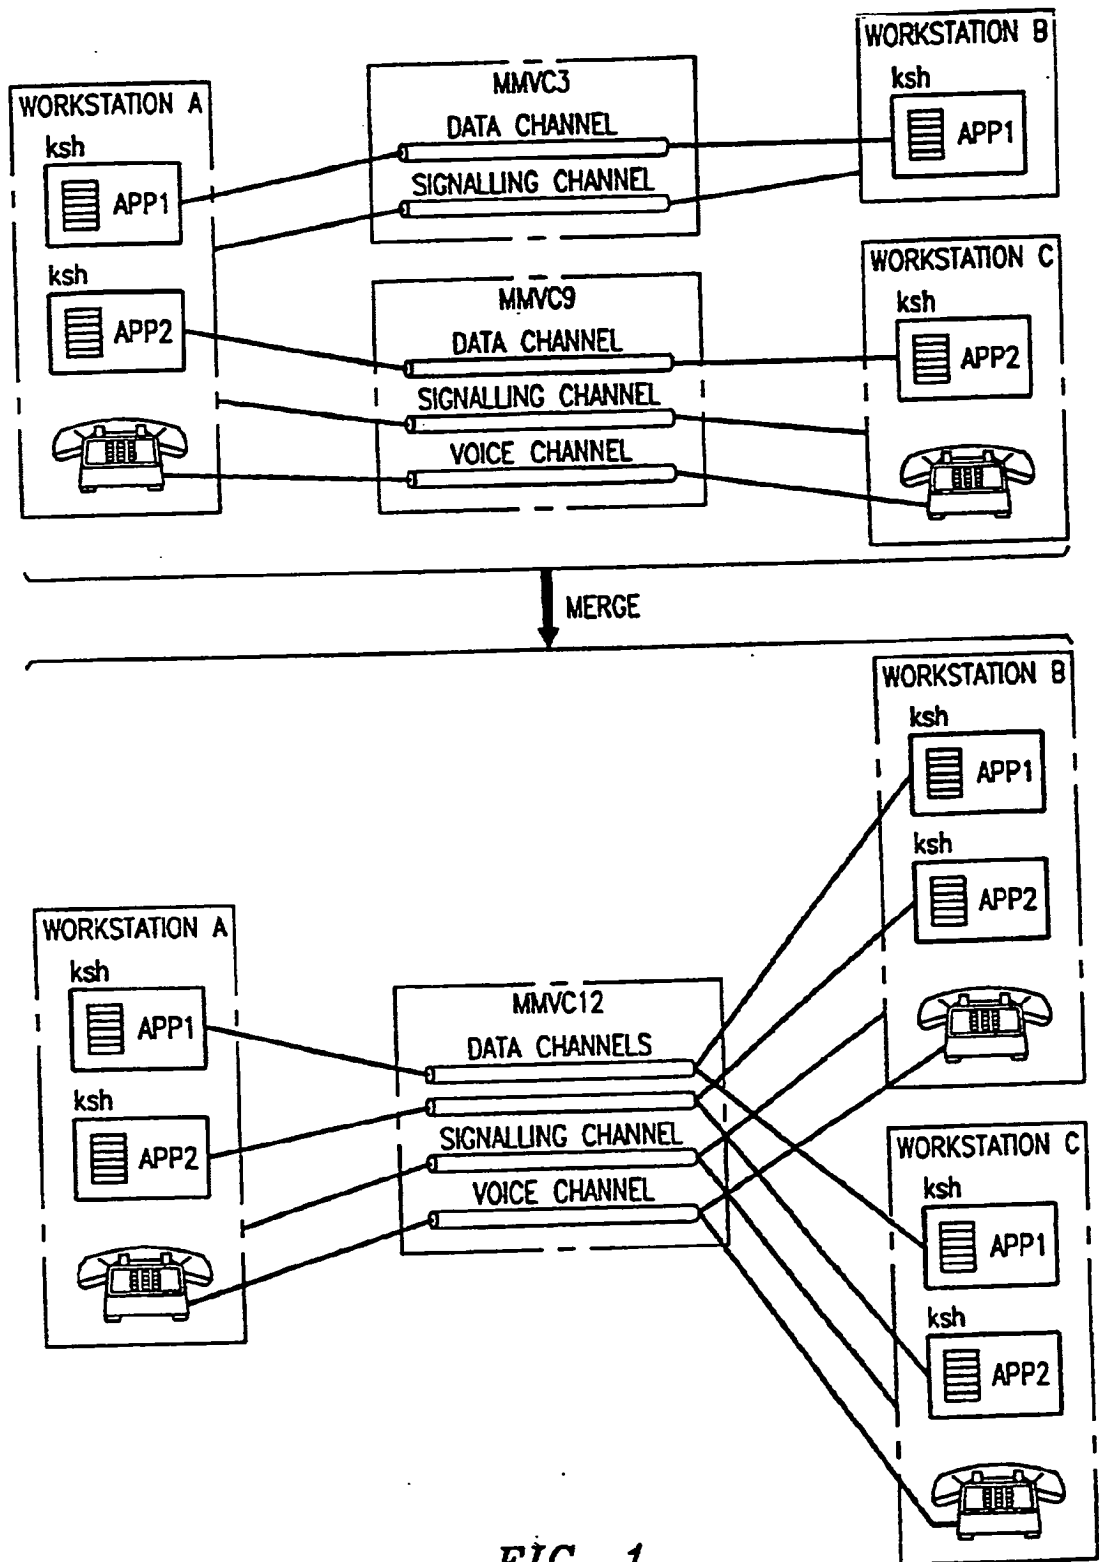 WORKSTATION A
ksh
APP1
ksh
APP2
MMVC3
DATA CHANNEL
SIGNALLING CHANNEL
MMVC9
DATA CHANNEL
SIGNALLING CHANNEL
VOICE CHANNEL
WORKSTATION B
ksh
APP1
WORKSTATION C
ksh
APP2
MERGE
WORKSTATION A
ksh
APP1
ksh
APP2
MMVC12
DATA CHANNELS
SIGNALLING CHANNEL
VOICE CHANNEL
WORKSTATION B
ksh
APP1
ksh
APP2
WORKSTATION C
ksh
APP1
ksh
APP2
FIG. 1